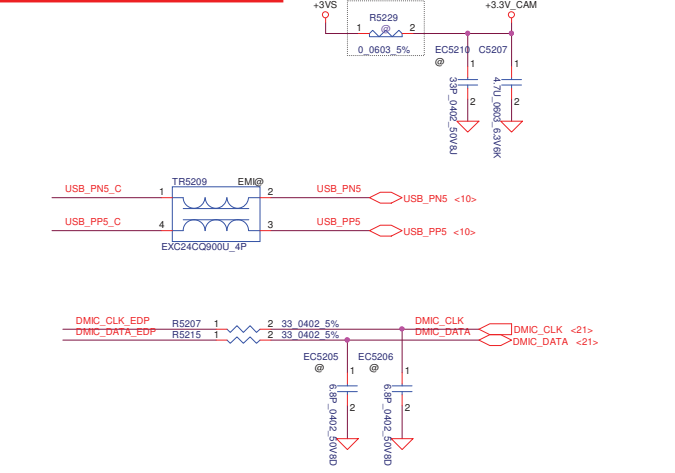 +3VS
+3.3V_CAM
R5229
1 @ 2
0_0603_5%
EC5210 C5207
@
1 1
2 2
33P_0402_50V8J
4.7U_0603_6.3V6K
TR5209 EMI@
USB_PN5_C 1 2 USB_PN5 USB_PN5 <10>
USB_PP5_C 4 3 USB_PP5 USB_PP5 <10>
EXC24CQ900U_4P
DMIC_CLK_EDP R5207 1 2 33_0402_5% DMIC_CLK DMIC_CLK <21>
DMIC_DATA_EDP R5215 1 2 33_0402_5% DMIC_DATA DMIC_DATA <21>
EC5205 EC5206
@ @
1 1
2 2
6.8P_0402_50V8D
6.8P_0402_50V8D